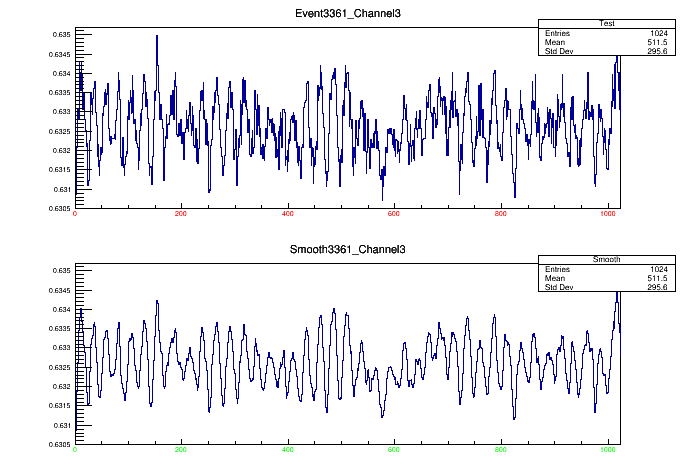 Event3361_Channel3
Test
Entries 1024
Mean 511.5
Std Dev 295.6
0.635
0.6345
0.634
0.6335
0.633
0.6325
0.632
0.6315
0.631
0.6305
0 200 400 600 800 1000
Smooth3361_Channel3
Smooth
Entries 1024
Mean 511.5
Std Dev 295.6
0.635
0.6345
0.634
0.6335
0.633
0.6325
0.632
0.6315
0.631
0.6305
0 200 400 600 800 1000